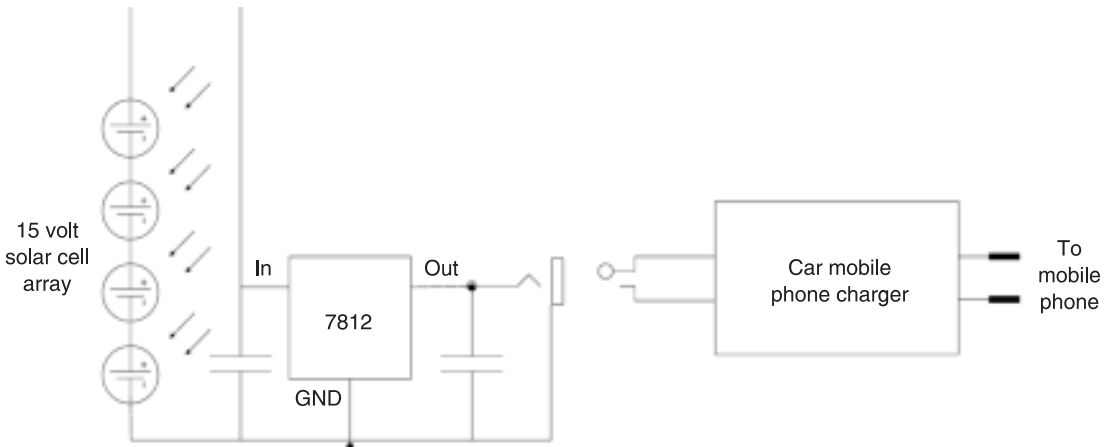 15 volt
solar cell
array
In
7812
Out
GND
Car mobile
phone charger
To
mobile
phone